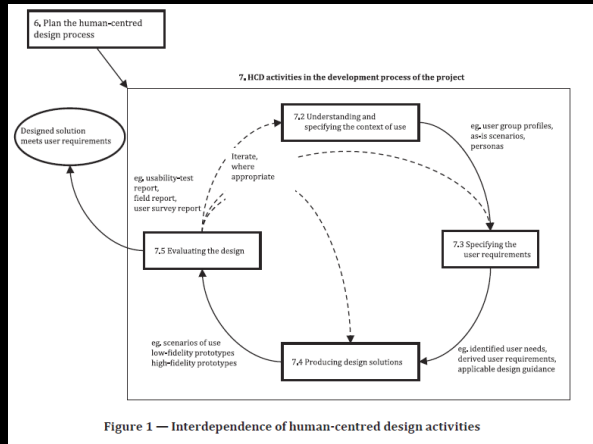 6. Plan the human-centred
design process
7. HCD activities in the development process of the project
7.2 Understanding and
specifying the context of use
eg. user group profiles,
as-is scenarios,
personas
Designed solution
meets user requirements
Iterate,
where
appropriate
eg. usability-test
report,
field report,
user survey report
7.5 Evaluating the design
7.3 Specifying the
user requirements
eg. scenarios of use
low-fidelity prototypes
high-fidelity prototypes
7.4 Producing design solutions
eg. identified user needs,
derived user requirements,
applicable design guidance
Figure 1 — Interdependence of human-centred design activities